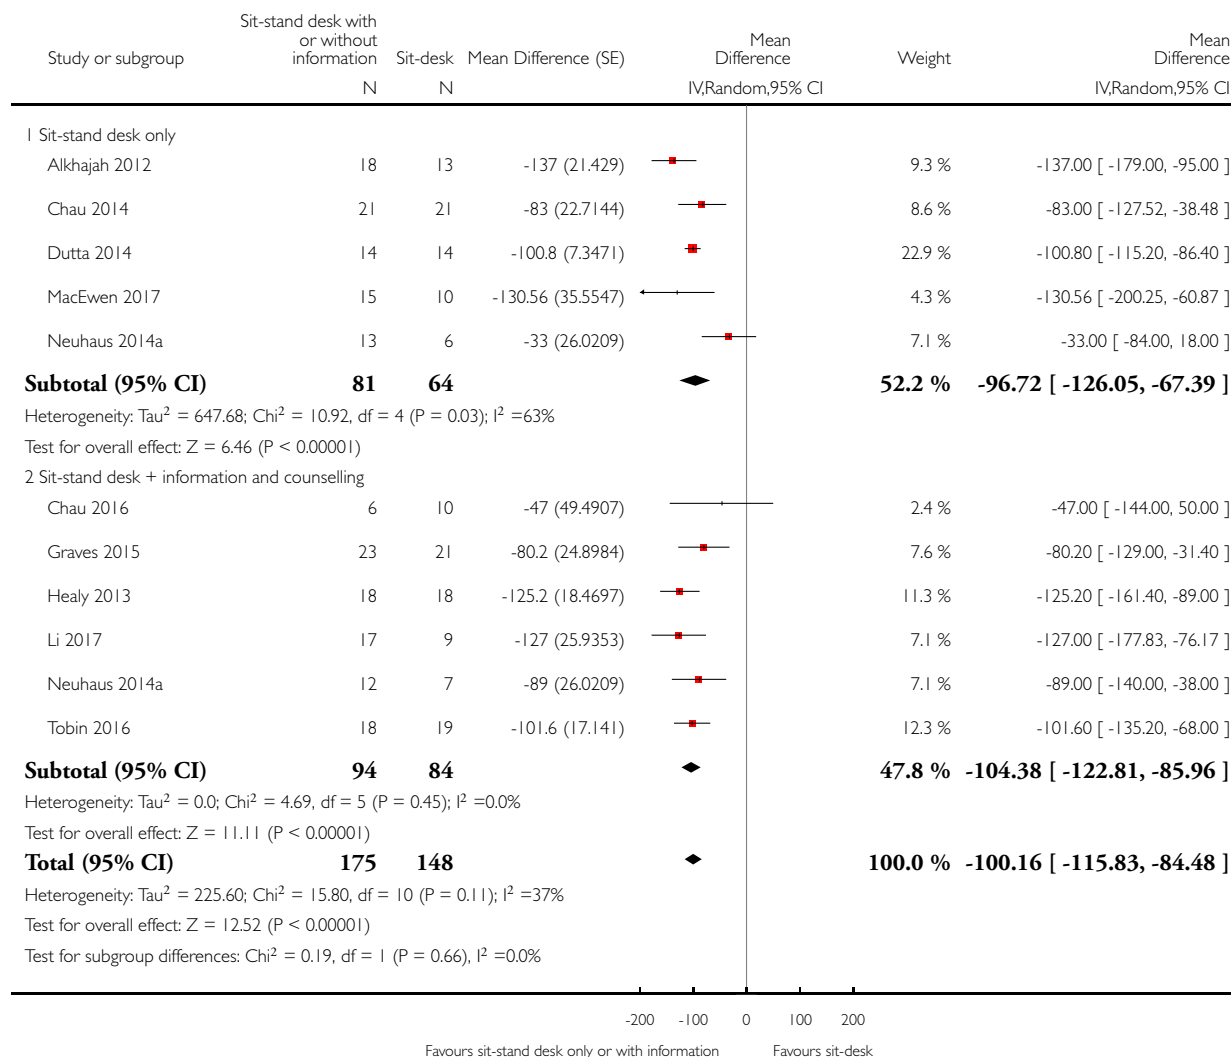 Sit-stand desk with
or without
information
Study or subgroup Sit-desk Mean Difference (SE) Mean Difference Weight Mean Difference
N N IV,Random,95% CI IV,Random,95% CI
1 Sit-stand desk only
Alkhajah 2012 18 13 -137 (21.429) 9.3 % -137.00 [ -179.00, -95.00 ]
Chau 2014 21 21 -83 (22.7144) 8.6 % -83.00 [ -127.52, -38.48 ]
Dutta 2014 14 14 -100.8 (7.3471) 22.9 % -100.80 [ -115.20, -86.40 ]
MacEwen 2017 15 10 -130.56 (35.5547) 4.3 % -130.56 [ -200.25, -60.87 ]
Neuhaus 2014a 13 6 -33 (26.0209) 7.1 % -33.00 [ -84.00, 18.00 ]
Subtotal (95% CI) 81 64 52.2 % -96.72 [ -126.05, -67.39 ]
Heterogeneity: Tau² = 647.68; Chi² = 10.92, df = 4 (P = 0.03); I² =63%
Test for overall effect: Z = 6.46 (P < 0.00001)
2 Sit-stand desk + information and counselling
Chau 2016 6 10 -47 (49.4907) 2.4 % -47.00 [ -144.00, 50.00 ]
Graves 2015 23 21 -80.2 (24.8984) 7.6 % -80.20 [ -129.00, -31.40 ]
Healy 2013 18 18 -125.2 (18.4697) 11.3 % -125.20 [ -161.40, -89.00 ]
Li 2017 17 9 -127 (25.9353) 7.1 % -127.00 [ -177.83, -76.17 ]
Neuhaus 2014a 12 7 -89 (26.0209) 7.1 % -89.00 [ -140.00, -38.00 ]
Tobin 2016 18 19 -101.6 (17.141) 12.3 % -101.60 [ -135.20, -68.00 ]
Subtotal (95% CI) 94 84 47.8 % -104.38 [ -122.81, -85.96 ]
Heterogeneity: Tau² = 0.0; Chi² = 4.69, df = 5 (P = 0.45); I² =0.0%
Test for overall effect: Z = 11.11 (P < 0.00001)
Total (95% CI) 175 148 100.0 % -100.16 [ -115.83, -84.48 ]
Heterogeneity: Tau² = 225.60; Chi² = 15.80, df = 10 (P = 0.11); I² =37%
Test for overall effect: Z = 12.52 (P < 0.00001)
Test for subgroup differences: Chi² = 0.19, df = 1 (P = 0.66), I² =0.0%
-200 -100 0 100 200
Favours sit-stand desk only or with information Favours sit-desk